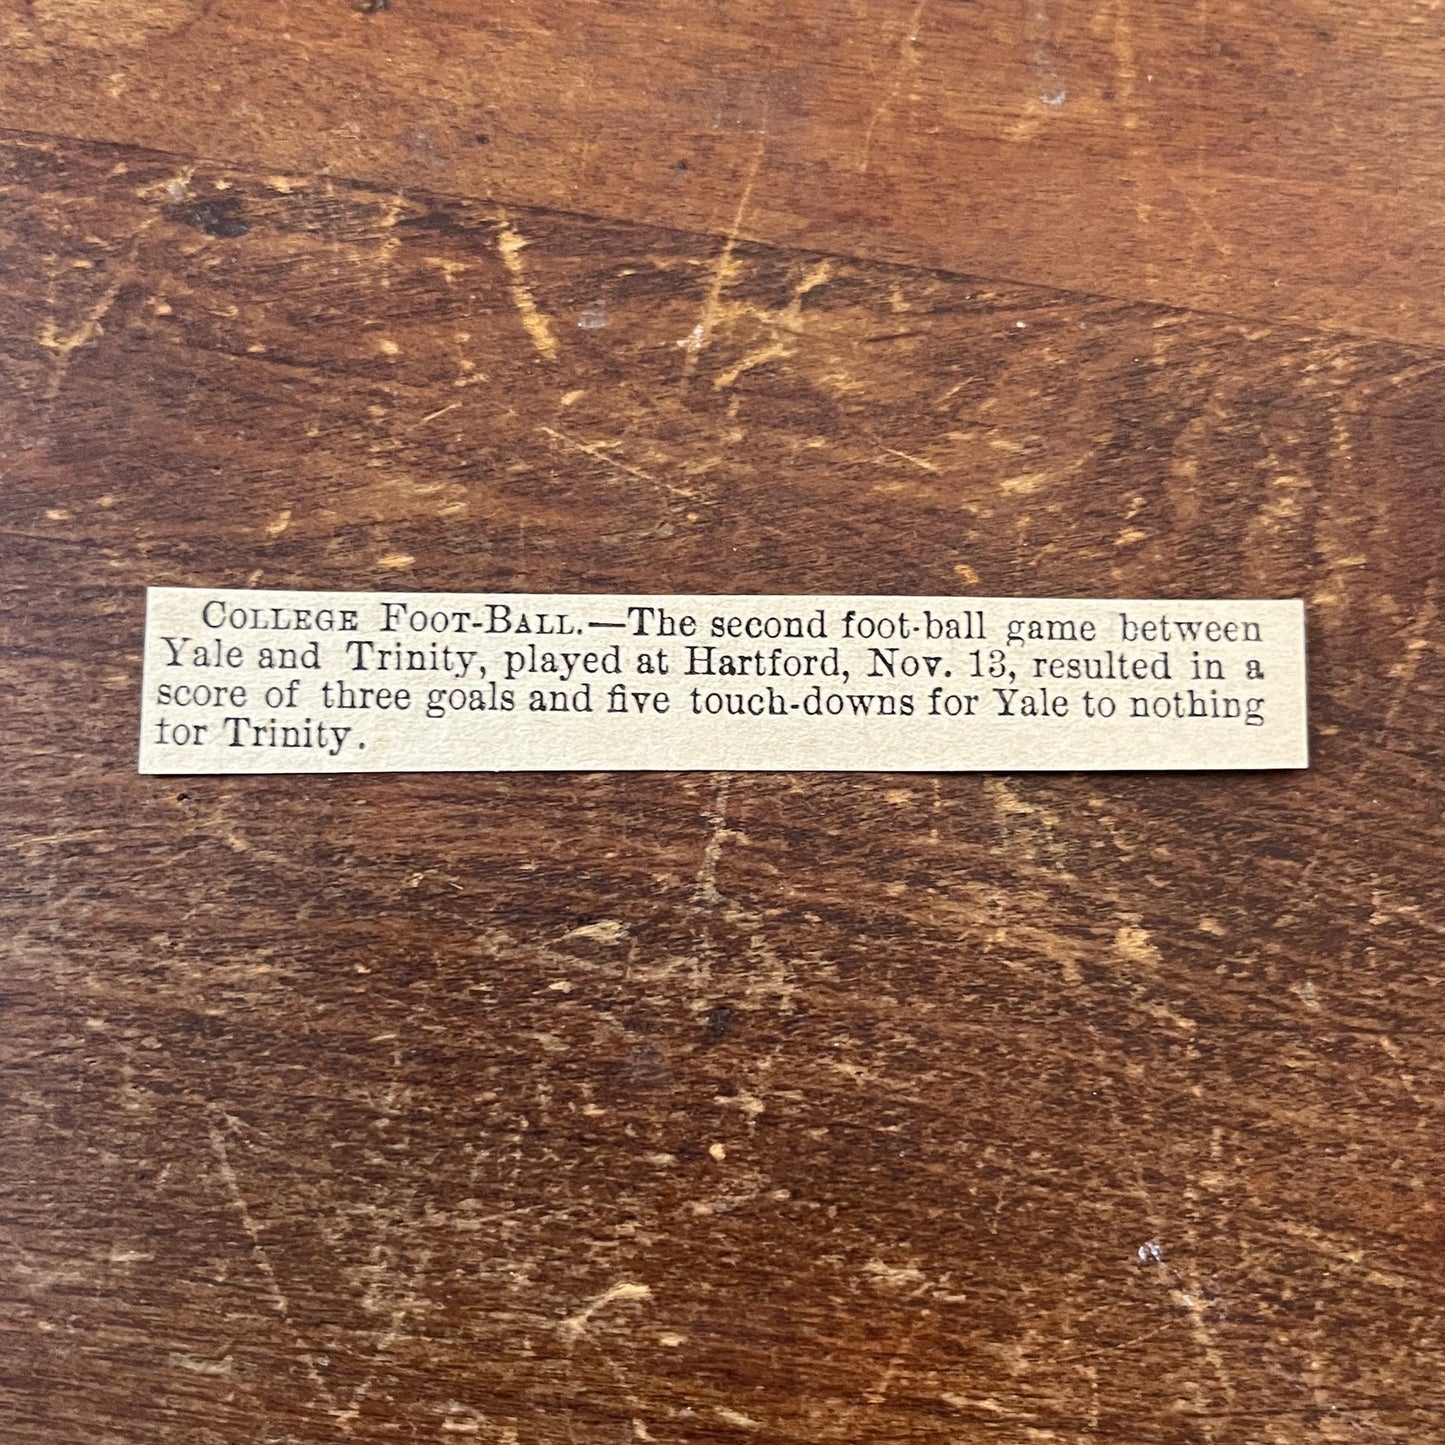 COLLEGE FOOT-BALL.—The second foot-ball game between
Yale and Trinity, played at Hartford, Nov. 13, resulted in a
score of three goals and five touch-downs for Yale to nothing
for Trinity.